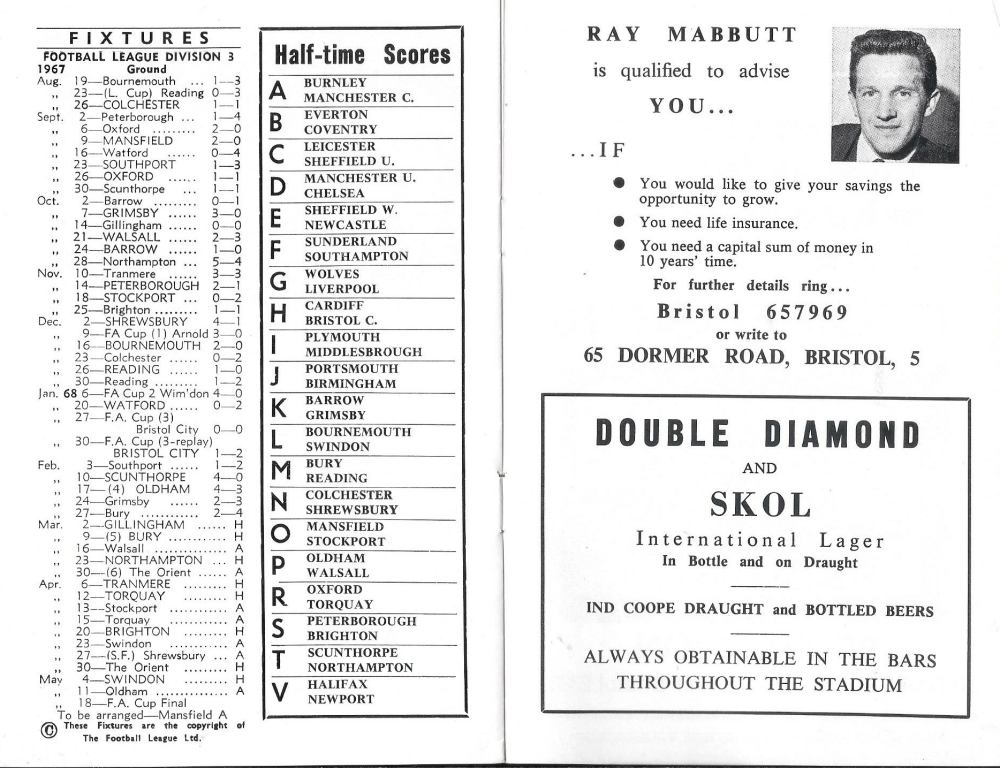 FIXTURES
FOOTBALL LEAGUE DIVISION 3
1967 Ground
Aug. 19—Bournemouth ... 1—3
„ 23—(L. Cup) Reading 0—3
„ 26—COLCHESTER 1—1
Sept. 2—Peterborough ... 1—4
„ 6—Oxford ......... 2—0
„ 9—MANSFIELD 2—0
„ 16—Watford ...... 0—4
„ 23—SOUTHPORT 1—3
„ 26—OXFORD ...... 1—1
„ 30—Scunthorpe ... 1—1
Oct. 2—Barrow ......... 0—1
„ 7—GRIMSBY ...... 3—0
„ 14—Gillingham ...... 0—0
„ 21—WALSALL ...... 2—3
„ 24—BARROW ...... 1—0
„ 28—Northampton ... 5—4
Nov. 10—Tranmere ...... 3—3
„ 14—PETERBOROUGH 2—1
„ 18—STOCKPORT ... 0—2
„ 25—Brighton ......... 1—1
Dec. 2—SHREWSBURY 4—1
„ 9—FA Cup (1) Arnold 3—0
„ 16—BOURNEMOUTH 2—0
„ 23—Colchester ...... 0—2
„ 26—READING ...... 1—0
„ 30—Reading ......... 1—2
Jan. 68 6—FA Cup 2 Wim'don 4—0
„ 20—WATFORD ...... 0—2
„ 27—F.A. Cup (3)
Bristol City 0—0
„ 30—F.A. Cup (3-replay)
BRISTOL CITY 1—2
Feb. 3—Southport ...... 1—2
„ 10—SCUNTHORPE 4—0
„ 17—(4) OLDHAM 4—3
„ 24—Grimsby ...... 2—3
„ 27—Bury ............ 2—4
Mar. 2—GILLINGHAM ...... H
„ 9—(5) BURY ......... H
„ 16—Walsall ............... A
„ 23—NORTHAMPTON ... H
„ 30—(6) The Orient ...... A
Apr. 6—TRANMERE ......... H
„ 12—TORQUAY ......... H
„ 13—Stockport ............ A
„ 15—Torquay ............ A
„ 20—BRIGHTON ......... H
„ 23—Swindon ............ A
„ 27—(S.F.) Shrewsbury ... A
„ 30—The Orient ......... H
May 4—SWINDON ......... H
„ 11—Oldham ............... A
„ 18—F.A. Cup Final
To be arranged—Mansfield A
© These Fixtures are the copyright of
The Football League Ltd.
Half-time Scores
A BURNLEY
MANCHESTER C.
B EVERTON
COVENTRY
C LEICESTER
SHEFFIELD U.
D MANCHESTER U.
CHELSEA
E SHEFFIELD W.
NEWCASTLE
F SUNDERLAND
SOUTHAMPTON
G WOLVES
LIVERPOOL
H CARDIFF
BRISTOL C.
I PLYMOUTH
MIDDLESBROUGH
J PORTSMOUTH
BIRMINGHAM
K BARROW
GRIMSBY
L BOURNEMOUTH
SWINDON
M BURY
READING
N COLCHESTER
SHREWSBURY
O MANSFIELD
STOCKPORT
P OLDHAM
WALSALL
R OXFORD
TORQUAY
S PETERBOROUGH
BRIGHTON
T SCUNTHORPE
NORTHAMPTON
V HALIFAX
NEWPORT
RAY MABBUTT
is qualified to advise
YOU...
...IF
● You would like to give your savings the
opportunity to grow.
● You need life insurance.
● You need a capital sum of money in
10 years' time.
For further details ring...
Bristol 657969
or write to
65 DORMER ROAD, BRISTOL, 5
DOUBLE DIAMOND
AND
SKOL
International Lager
In Bottle and on Draught
IND COOPE DRAUGHT and BOTTLED BEERS
ALWAYS OBTAINABLE IN THE BARS
THROUGHOUT THE STADIUM